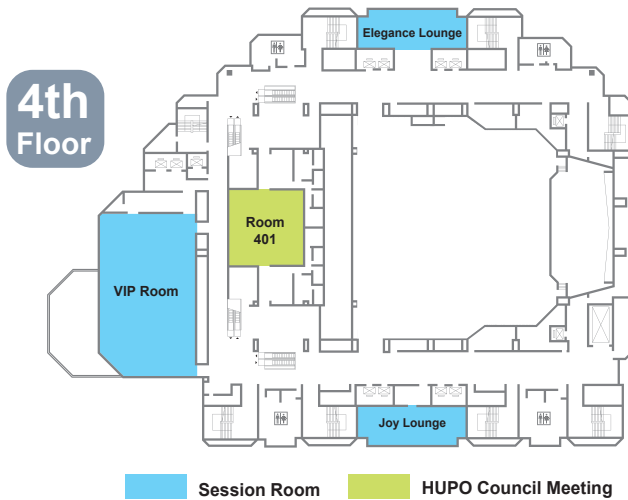 Elegance Lounge
4th
Floor
Room
401
VIP Room
Joy Lounge
Session Room
HUPO Council Meeting